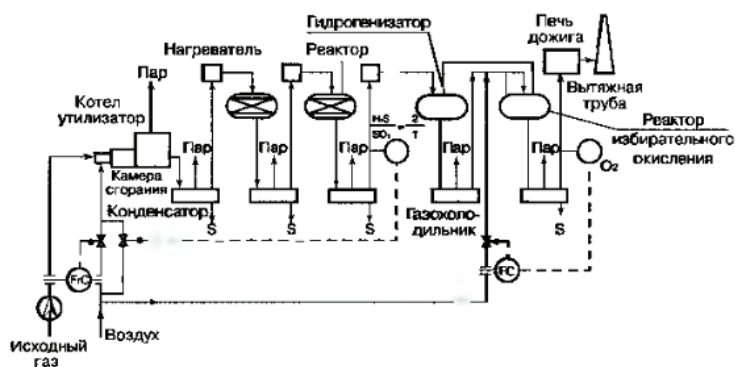 Гидрогенизатор
Печь
дожига
Нагреватель
Реактор
Пар
Вытяжная
труба
Котел
утилизатор
H₂S
SO₂
=
2
1
Реактор
избирательного
окисления
Пар
Пар
Пар
Пар
Пар
O₂
Камера
сгорания
Конденсатор
Газохоло-
дильник
S
S
S
S
FrC
FC
Воздух
Исходный
газ